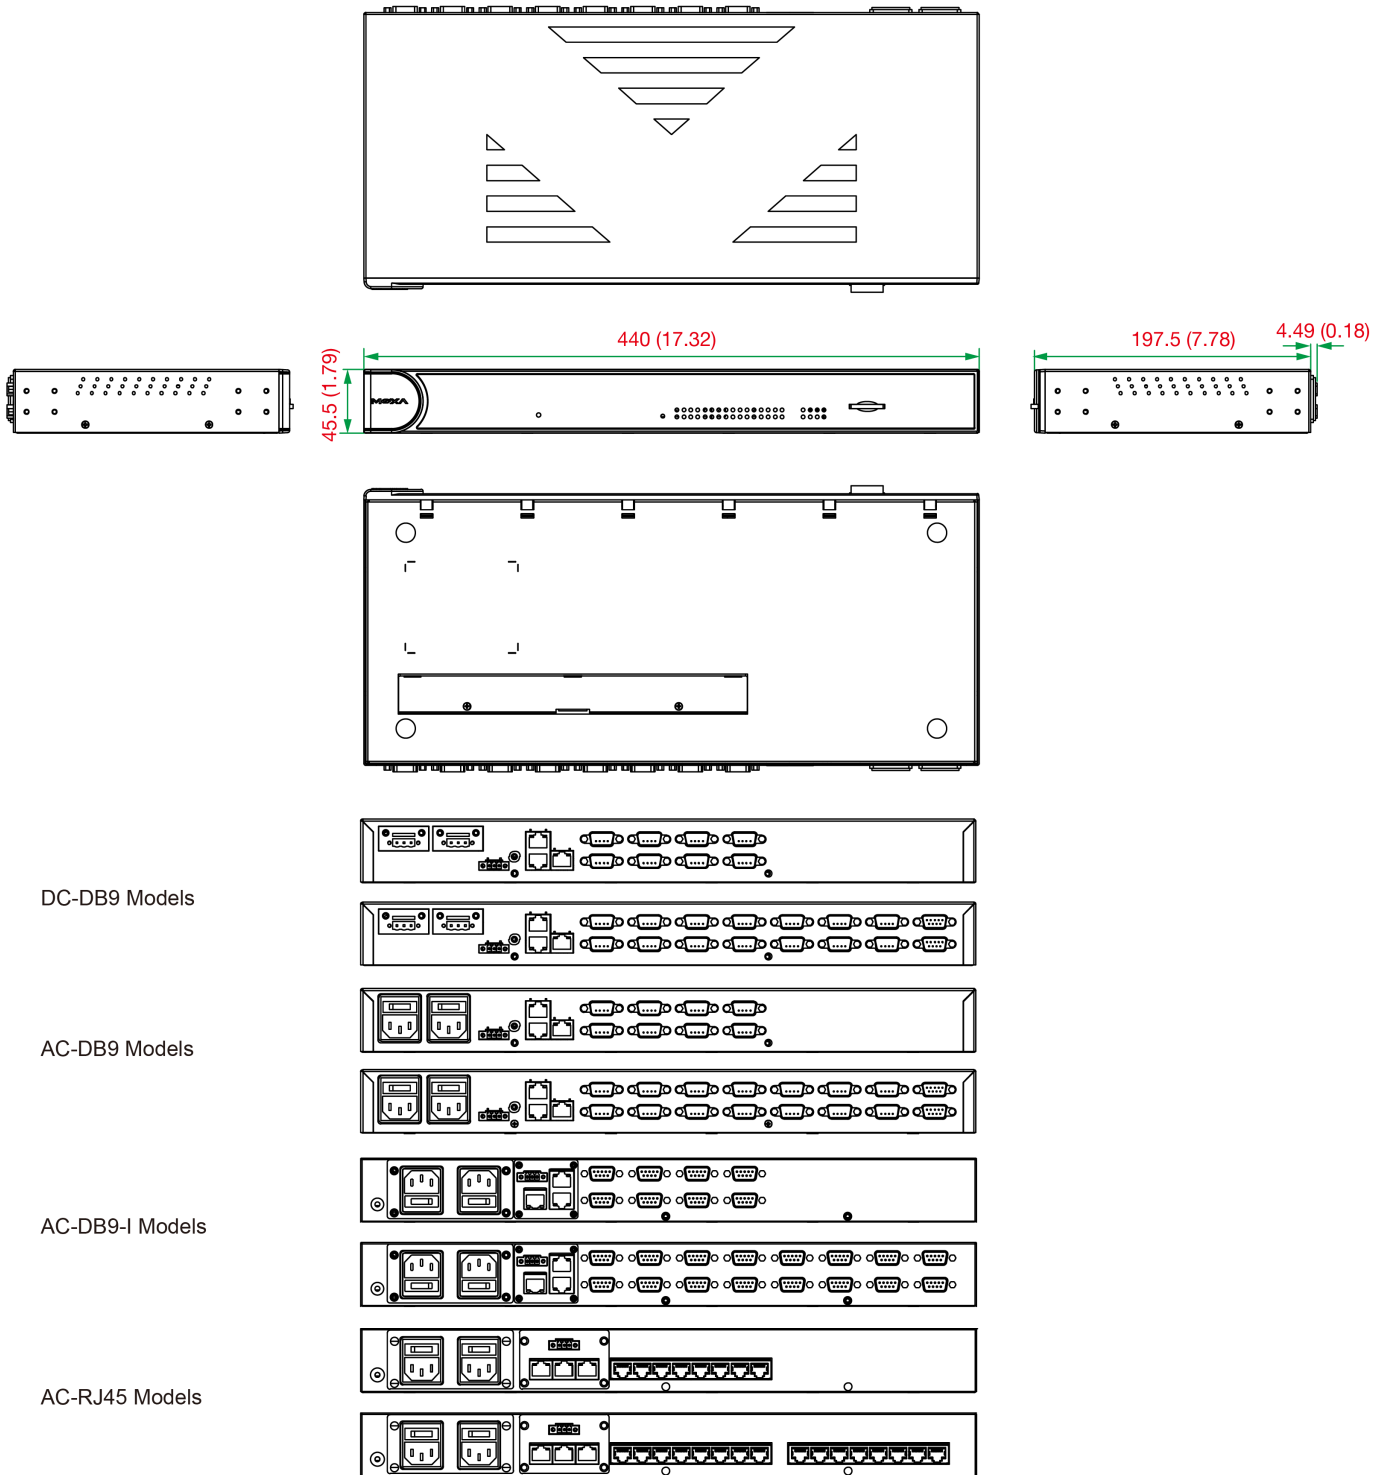 440 (17.32)
197.5 (7.78)
4.49 (0.18)
45.5 (1.79)
MOXA
DC-DB9 Models
AC-DB9 Models
AC-DB9-I Models
AC-RJ45 Models